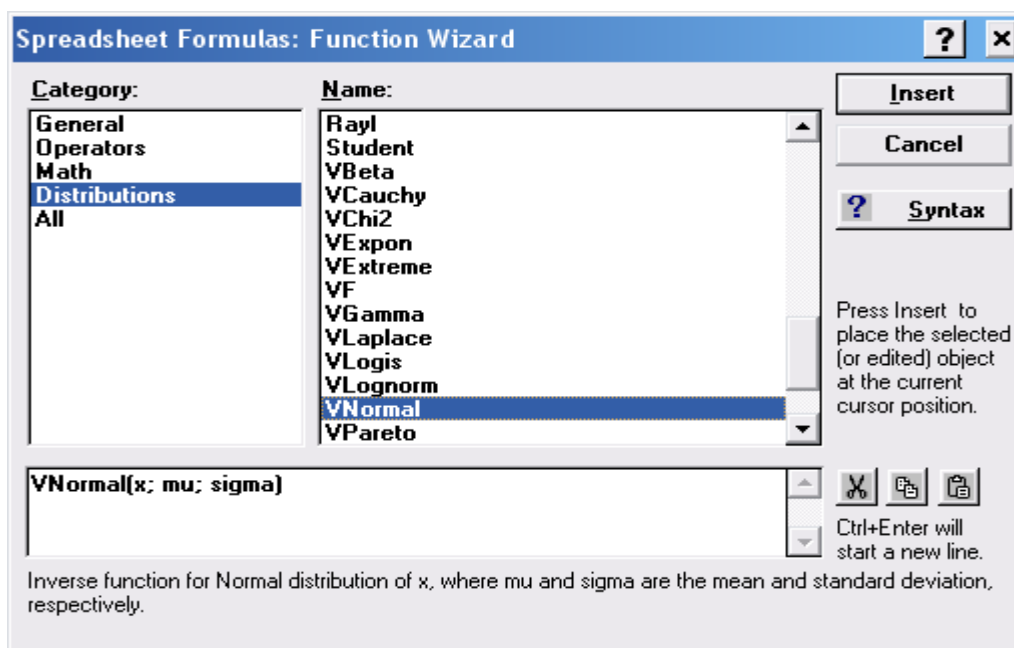 Spreadsheet Formulas: Function Wizard
?
Category:
Name:
Insert
General
Operators
Math
Distributions
All
Rayl
Student
VBeta
VCauchy
VChi2
VExpon
VExtreme
VF
VGamma
VLaplace
VLogis
VLognorm
VNormal
VPareto
Cancel
? Syntax
Press Insert to
place the selected
(or edited) object
at the current
cursor position.
VNormal(x; mu; sigma)
Ctrl+Enter will
start a new line.
Inverse function for Normal distribution of x, where mu and sigma are the mean and standard deviation,
respectively.